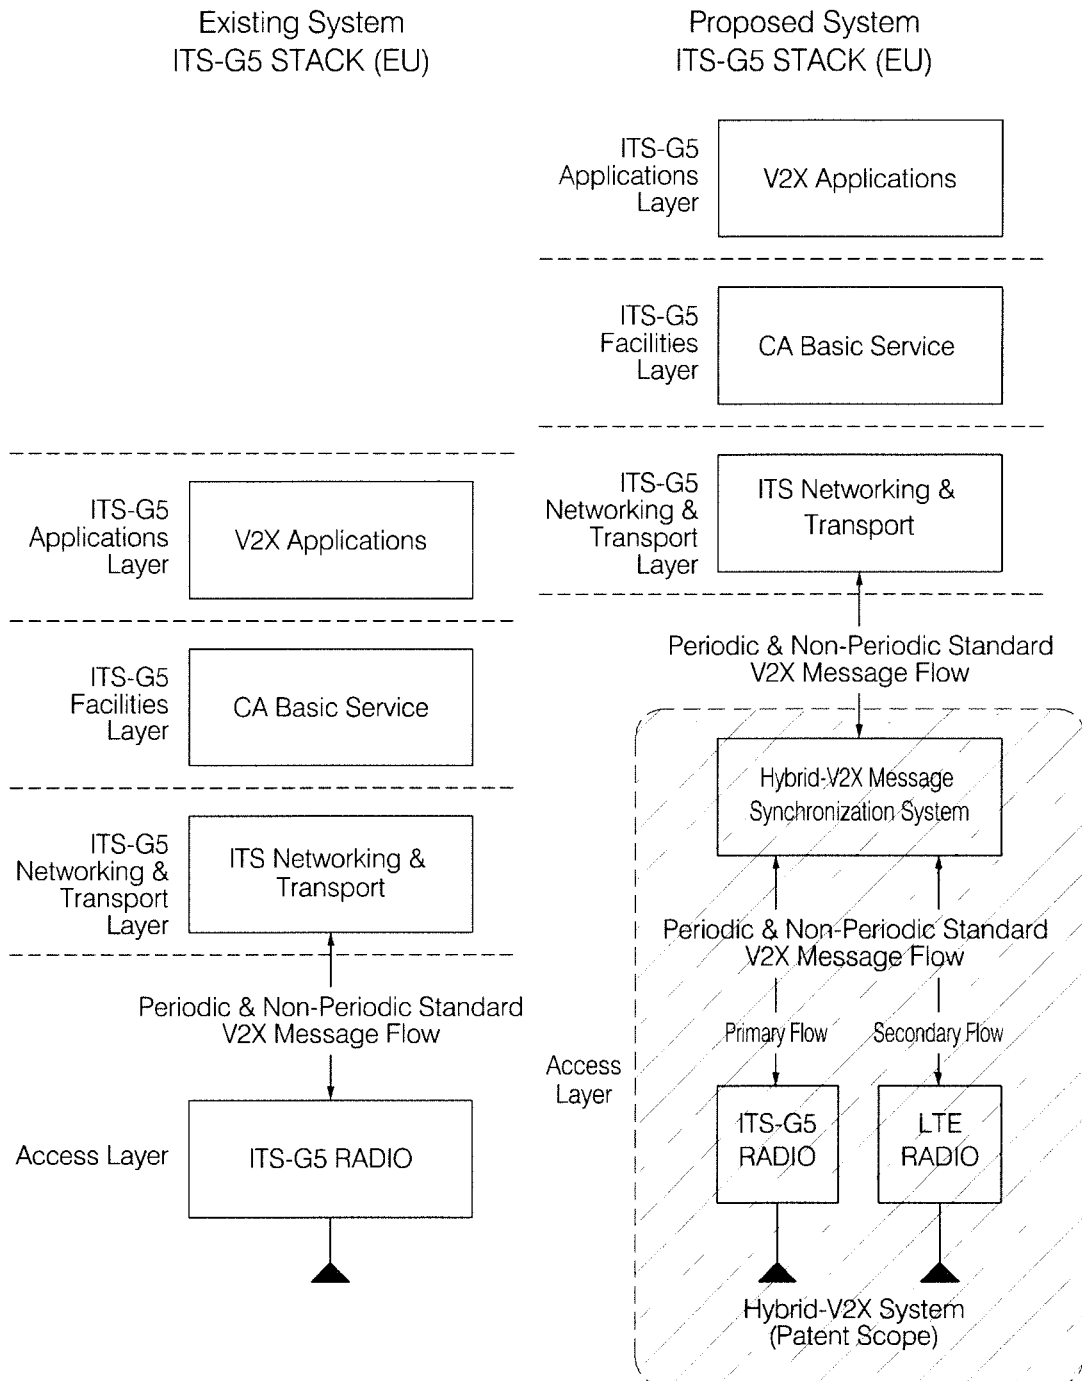 Existing System
ITS-G5 STACK (EU)
ITS-G5
Applications
Layer
V2X Applications
ITS-G5
Facilities
Layer
CA Basic Service
ITS-G5
Networking &
Transport
Layer
ITS Networking &
Transport
Periodic & Non-Periodic Standard
V2X Message Flow
Access Layer
ITS-G5 RADIO
Proposed System
ITS-G5 STACK (EU)
ITS-G5
Applications
Layer
V2X Applications
ITS-G5
Facilities
Layer
CA Basic Service
ITS-G5
Networking &
Transport
Layer
ITS Networking &
Transport
Periodic & Non-Periodic Standard
V2X Message Flow
Hybrid-V2X Message
Synchronization System
Periodic & Non-Periodic Standard
V2X Message Flow
Primary Flow
Secondary Flow
Access
Layer
ITS-G5
RADIO
LTE
RADIO
Hybrid-V2X System
(Patent Scope)